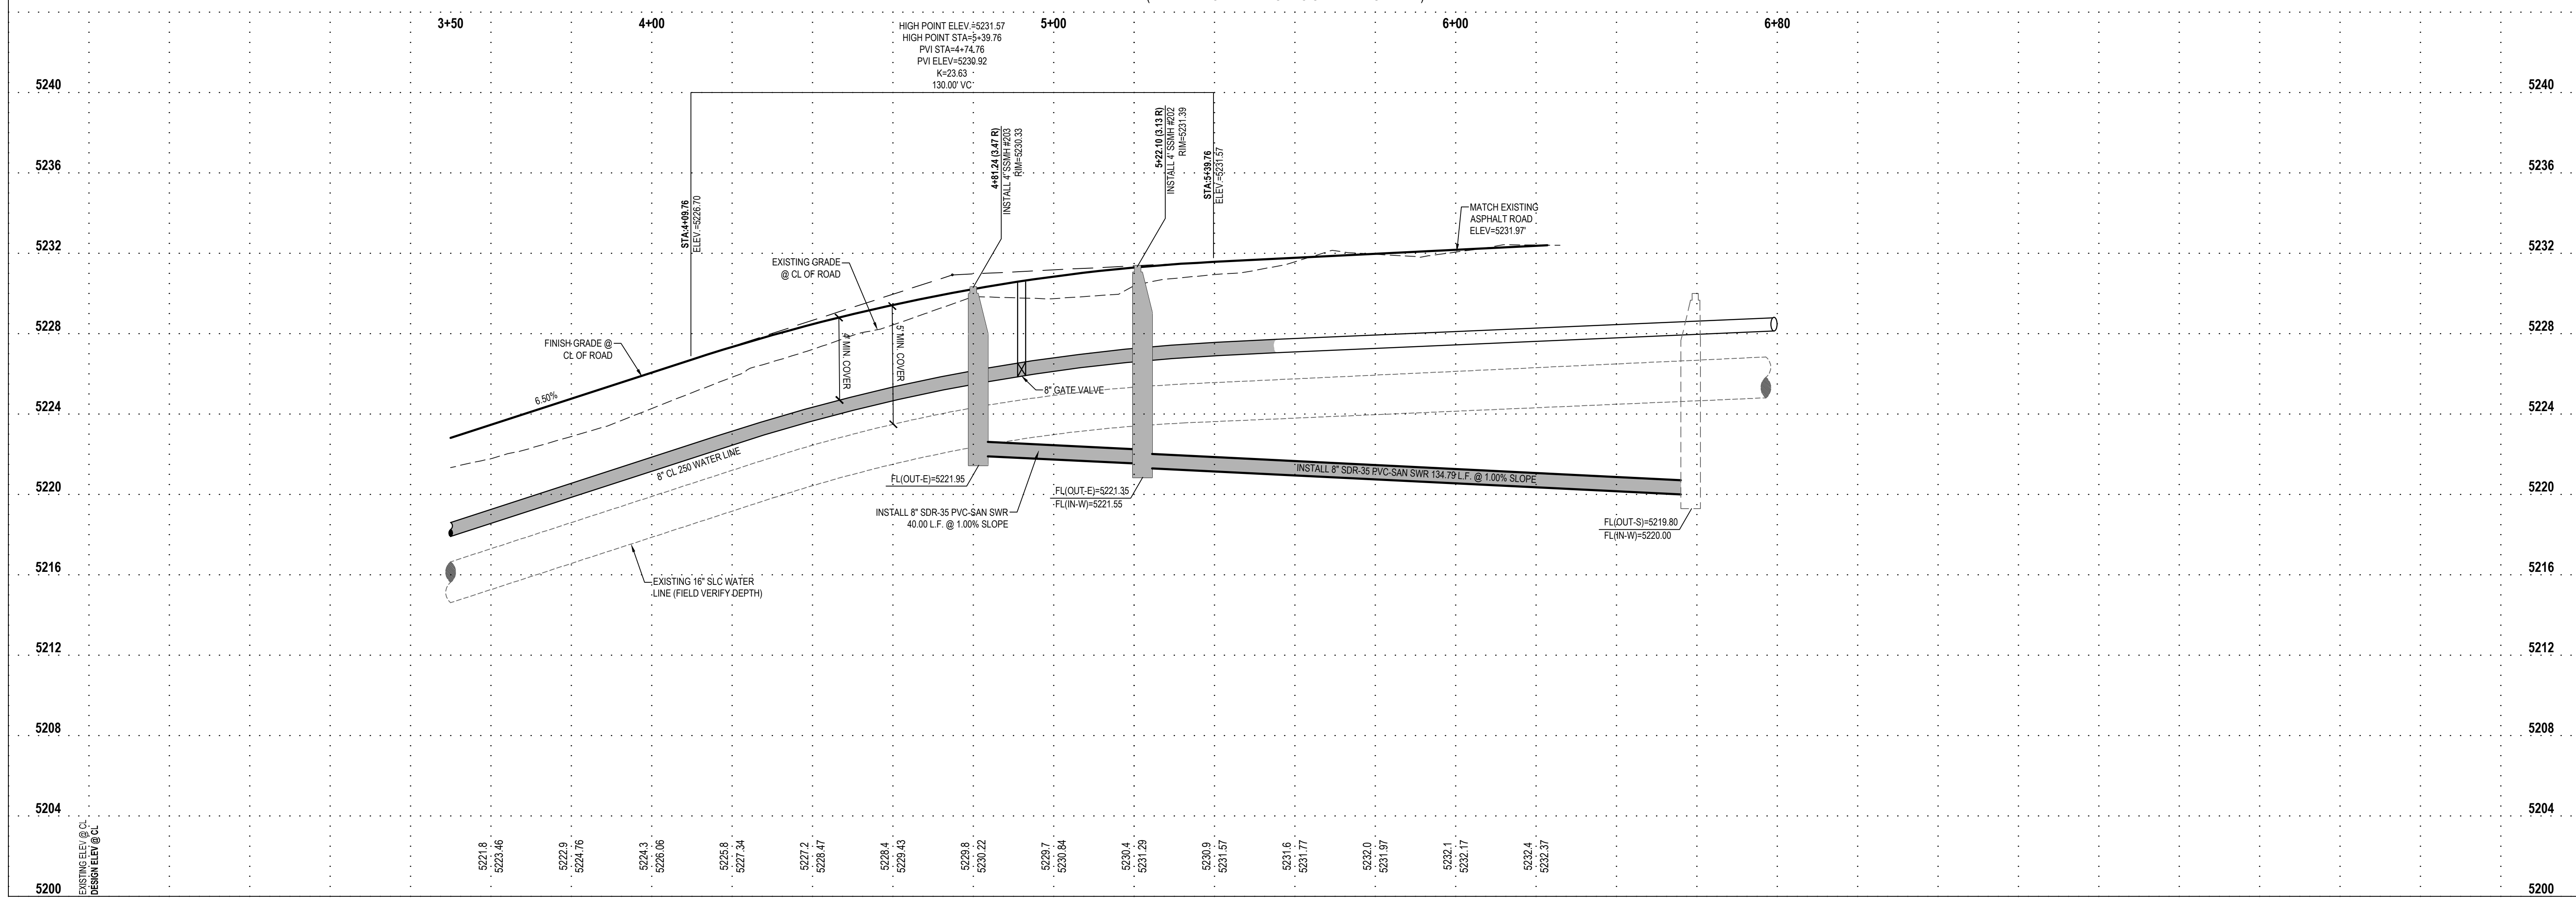 3+50
4+00
5+00
6+00
6+80
HIGH POINT ELEV.=5231.57
HIGH POINT STA=5+39.76
PVI STA=4+74.76
PVI ELEV=5230.92
K=23.63
130.00' VC
5240
5240
5236
5236
5232
5232
5228
5228
5224
5224
5220
5220
5216
5216
5212
5212
5208
5208
5204
5204
5200
5200
STA:4+09.76
ELEV.=5226.70
4+81.24 (3.47 R)
INSTALL 4' SSMH #203
RIM=5230.33
5+22.10 (3.13 R)
INSTALL 4' SSMH #202
RIM=5231.39
STA:5+39.76
ELEV.=5231.57
MATCH EXISTING
ASPHALT ROAD
ELEV=5231.97'
EXISTING GRADE
@ CL OF ROAD
FINISH GRADE @
CL OF ROAD
6.50%
4' MIN. COVER
5' MIN. COVER
8" GATE VALVE
8" CL 250 WATER LINE
FL(OUT-E)=5221.95
INSTALL 8" SDR-35 PVC-SAN SWR
40.00 L.F. @ 1.00% SLOPE
FL(OUT-E)=5221.35
FL(IN-W)=5221.55
INSTALL 8" SDR-35 PVC-SAN SWR 134.79 L.F. @ 1.00% SLOPE
FL(OUT-S)=5219.80
FL(IN-W)=5220.00
EXISTING 16" SLC WATER
LINE (FIELD VERIFY DEPTH)
EXISTING ELEV @ CL
DESIGN ELEV @ CL
5221.8
5223.46
5222.9
5224.76
5224.3
5226.06
5225.8
5227.34
5227.2
5228.47
5228.4
5229.43
5229.8
5230.22
5229.7
5230.84
5230.4
5231.29
5230.9
5231.57
5231.6
5231.77
5232.0
5231.97
5232.1
5232.17
5232.4
5232.37